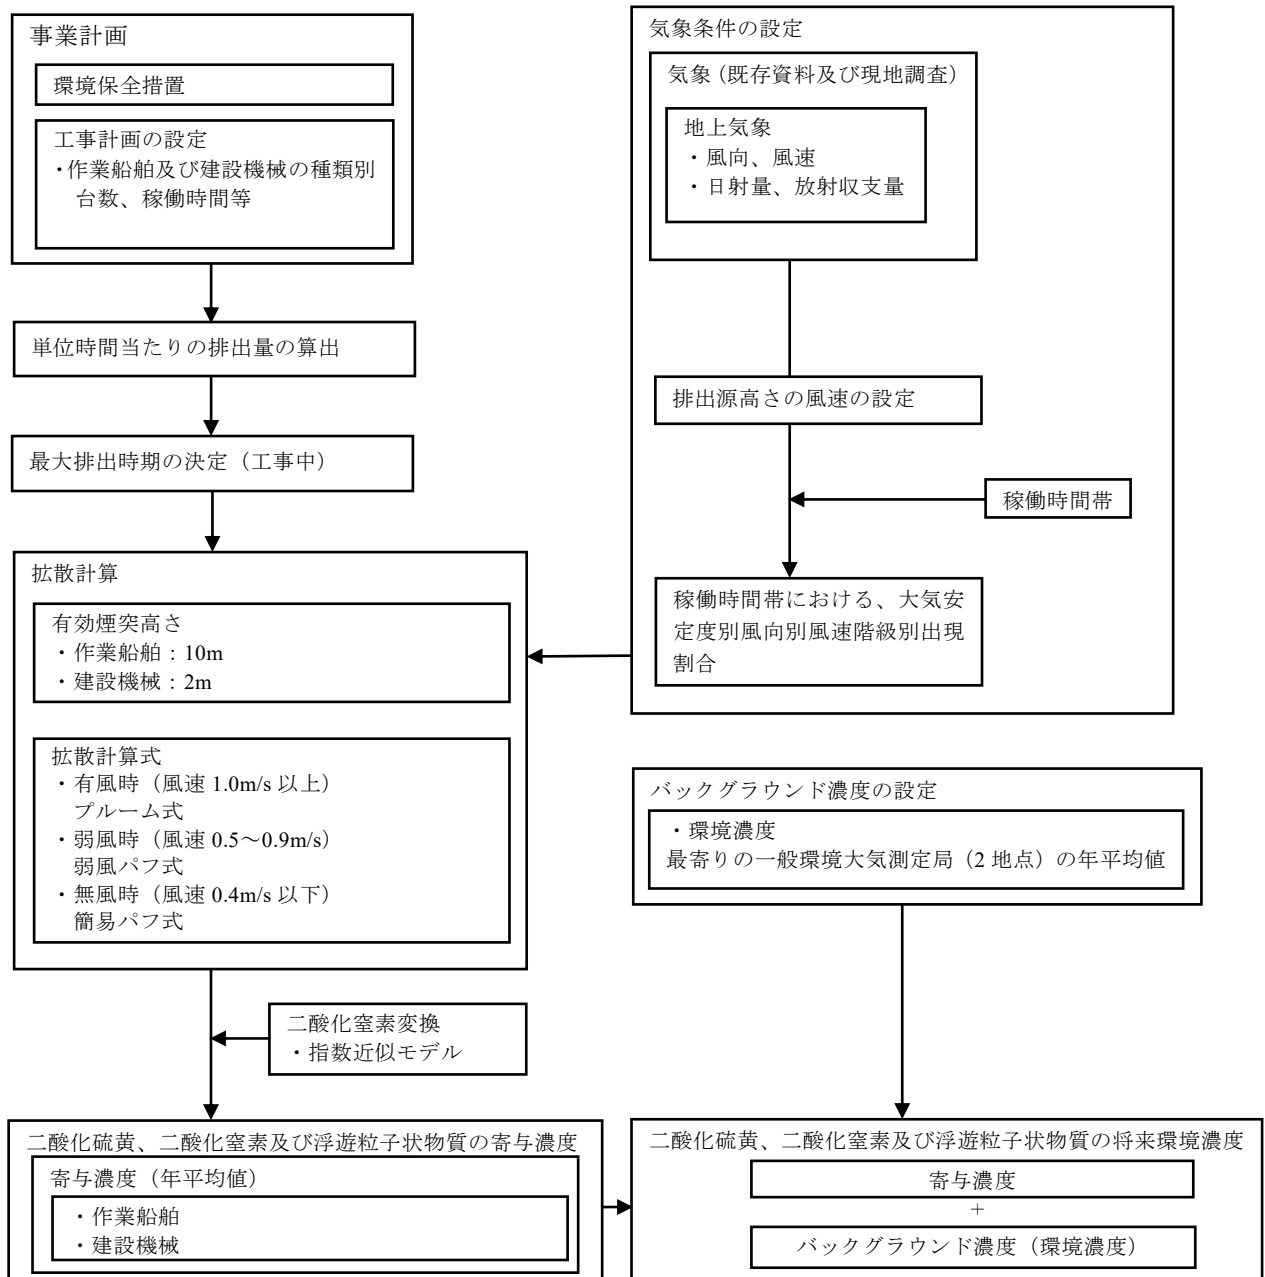 事業計画
環境保全措置
工事計画の設定
・作業船舶及び建設機械の種類別
台数、稼働時間等
単位時間当たりの排出量の算出
最大排出時期の決定（工事中）
気象条件の設定
気象（既存資料及び現地調査）
地上気象
・風向、風速
・日射量、放射収支量
排出源高さの風速の設定
稼働時間帯
稼働時間帯における、大気安
定度別風向別風速階級別出現
割合
拡散計算
有効煙突高さ
・作業船舶：10m
・建設機械：2m
拡散計算式
・有風時（風速 1.0m/s 以上）
プルーム式
・弱風時（風速 0.5～0.9m/s）
弱風パフ式
・無風時（風速 0.4m/s 以下）
簡易パフ式
バックグラウンド濃度の設定
・環境濃度
最寄りの一般環境大気測定局（2 地点）の年平均値
二酸化窒素変換
・指数近似モデル
二酸化硫黄、二酸化窒素及び浮遊粒子状物質の寄与濃度
寄与濃度（年平均値）
・作業船舶
・建設機械
二酸化硫黄、二酸化窒素及び浮遊粒子状物質の将来環境濃度
寄与濃度
＋
バックグラウンド濃度（環境濃度）